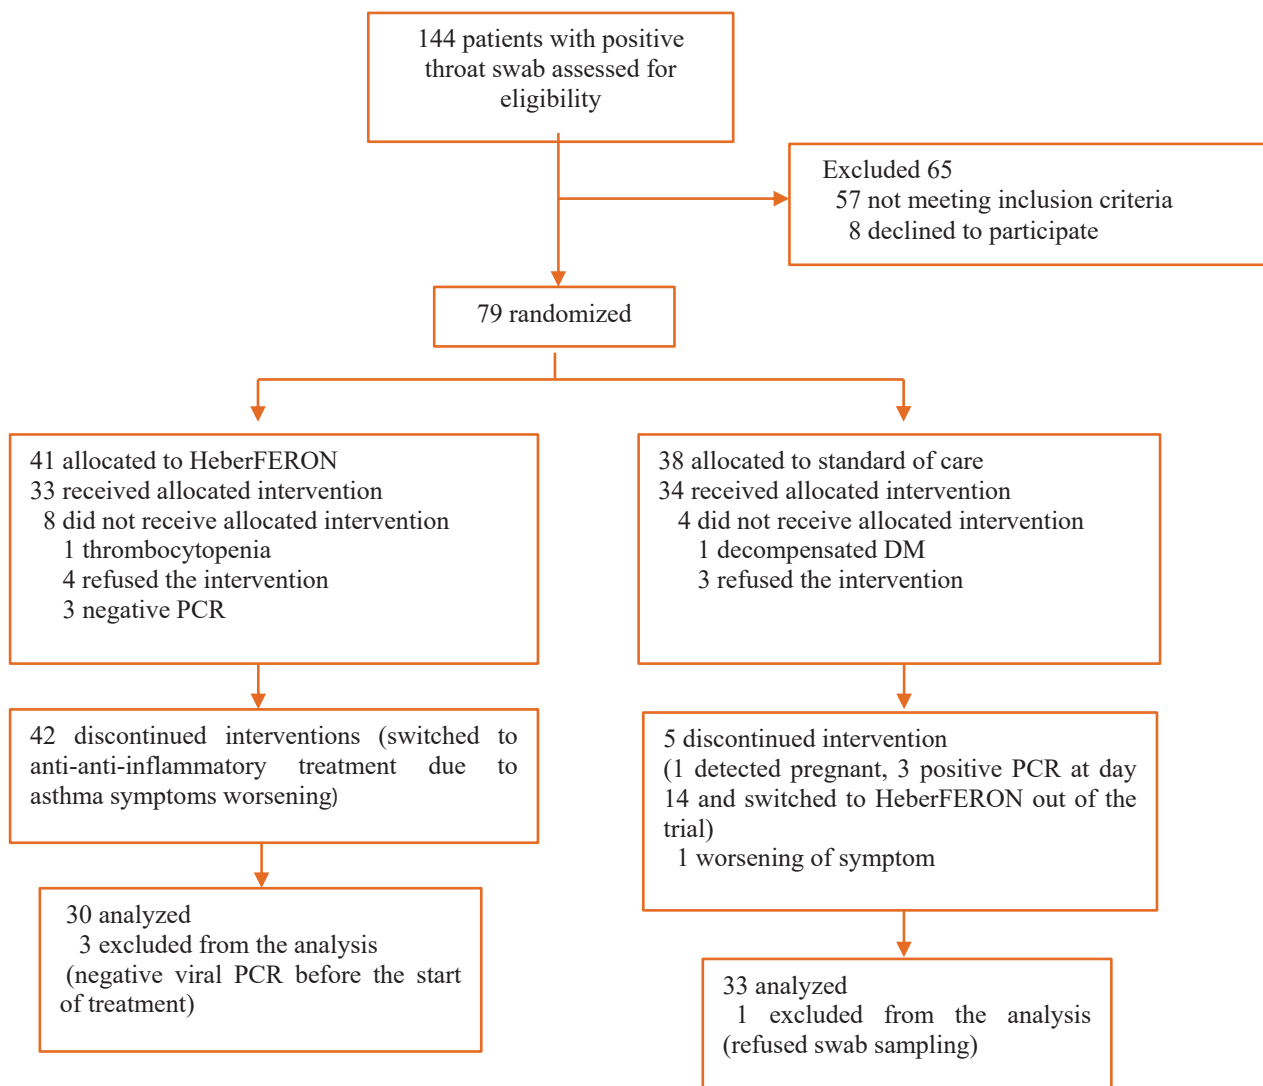 144 patients with positive
throat swab assessed for
eligibility
Excluded 65
57 not meeting inclusion criteria
8 declined to participate
79 randomized
41 allocated to HeberFERON
33 received allocated intervention
8 did not receive allocated intervention
1 thrombocytopenia
4 refused the intervention
3 negative PCR
38 allocated to standard of care
34 received allocated intervention
4 did not receive allocated intervention
1 decompensated DM
3 refused the intervention
42 discontinued interventions (switched to
anti-anti-inflammatory treatment due to
asthma symptoms worsening)
5 discontinued intervention
(1 detected pregnant, 3 positive PCR at day
14 and switched to HeberFERON out of the
trial)
1 worsening of symptom
30 analyzed
3 excluded from the analysis
(negative viral PCR before the start
of treatment)
33 analyzed
1 excluded from the analysis
(refused swab sampling)